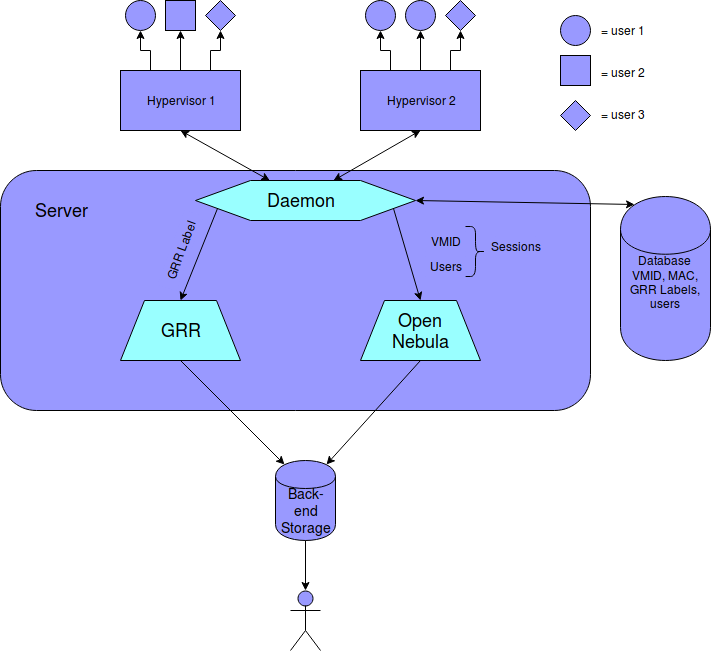 = user 1
= user 2
= user 3
Hypervisor 1
Hypervisor 2
Server
Daemon
GRR Label
VMID
Users
Sessions
Database
VMID, MAC,
GRR Labels,
users
GRR
Open
Nebula
Back-
end
Storage